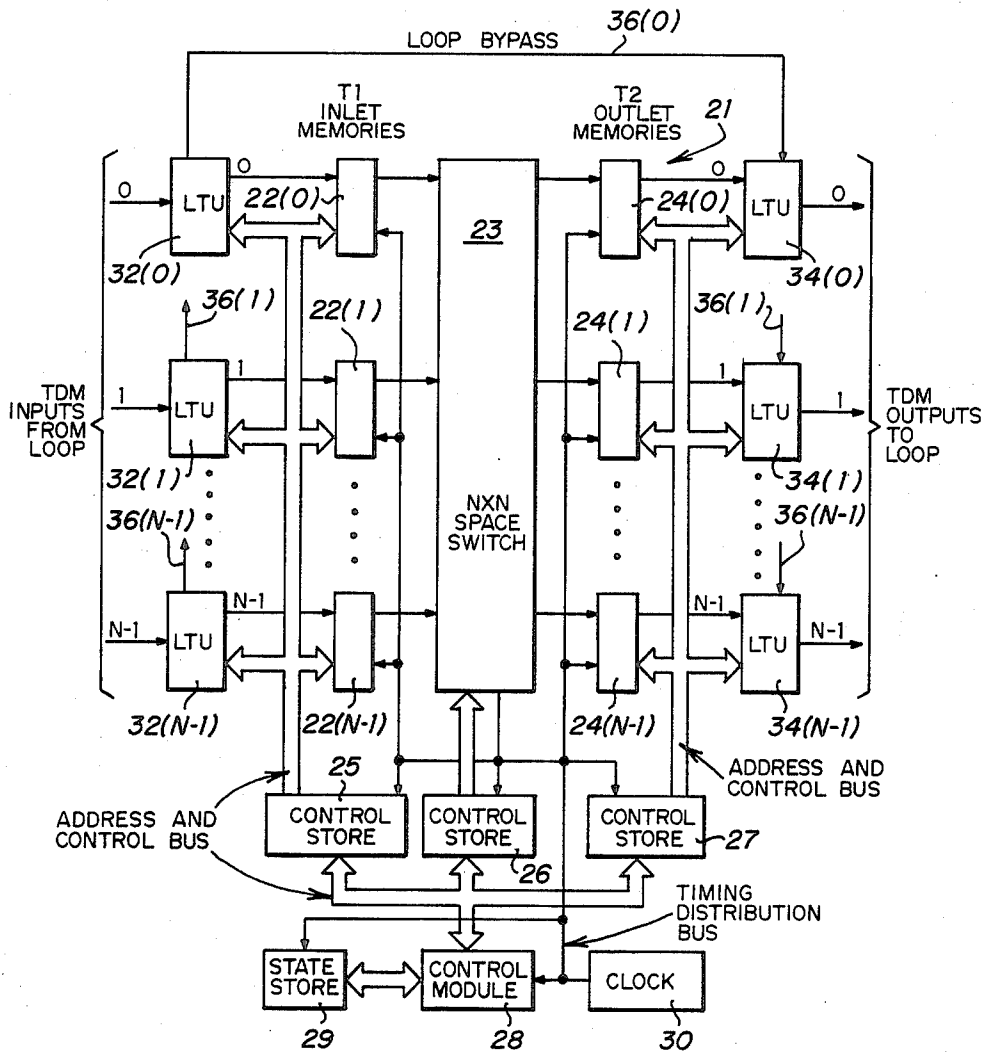 36(0)
LOOP BYPASS
T1
INLET
MEMORIES
T2
OUTLET
MEMORIES
21
0
LTU
0
22(0)
23
24(0)
0
LTU
0
32(0)
34(0)
36(1)
22(1)
24(1)
36(1)
TDM
INPUTS
FROM
LOOP
1
LTU
1
1
LTU
1
TDM
OUTPUTS
TO
LOOP
32(1)
34(1)
36(N-1)
NXN
SPACE
SWITCH
36(N-1)
N-1
LTU
N-1
N-1
LTU
N-1
32(N-1)
22(N-1)
24(N-1)
34(N-1)
25
ADDRESS AND
CONTROL BUS
ADDRESS AND
CONTROL BUS
CONTROL
STORE
CONTROL
STORE
26
CONTROL
STORE
27
TIMING
DISTRIBUTION
BUS
STATE
STORE
29
CONTROL
MODULE
28
CLOCK
30